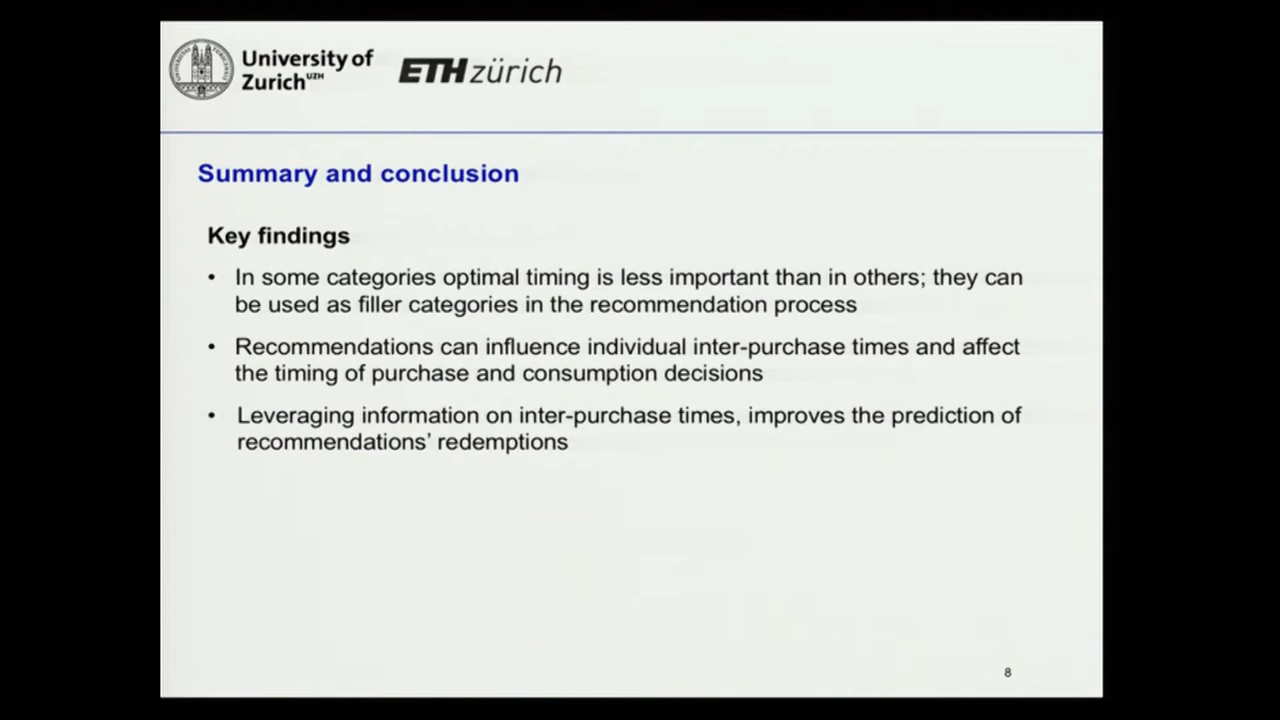 University of
Zurich UZH
ETH zürich
Summary and conclusion
Key findings
• In some categories optimal timing is less important than in others; they can
be used as filler categories in the recommendation process
• Recommendations can influence individual inter-purchase times and affect
the timing of purchase and consumption decisions
• Leveraging information on inter-purchase times, improves the prediction of
recommendations’ redemptions
8